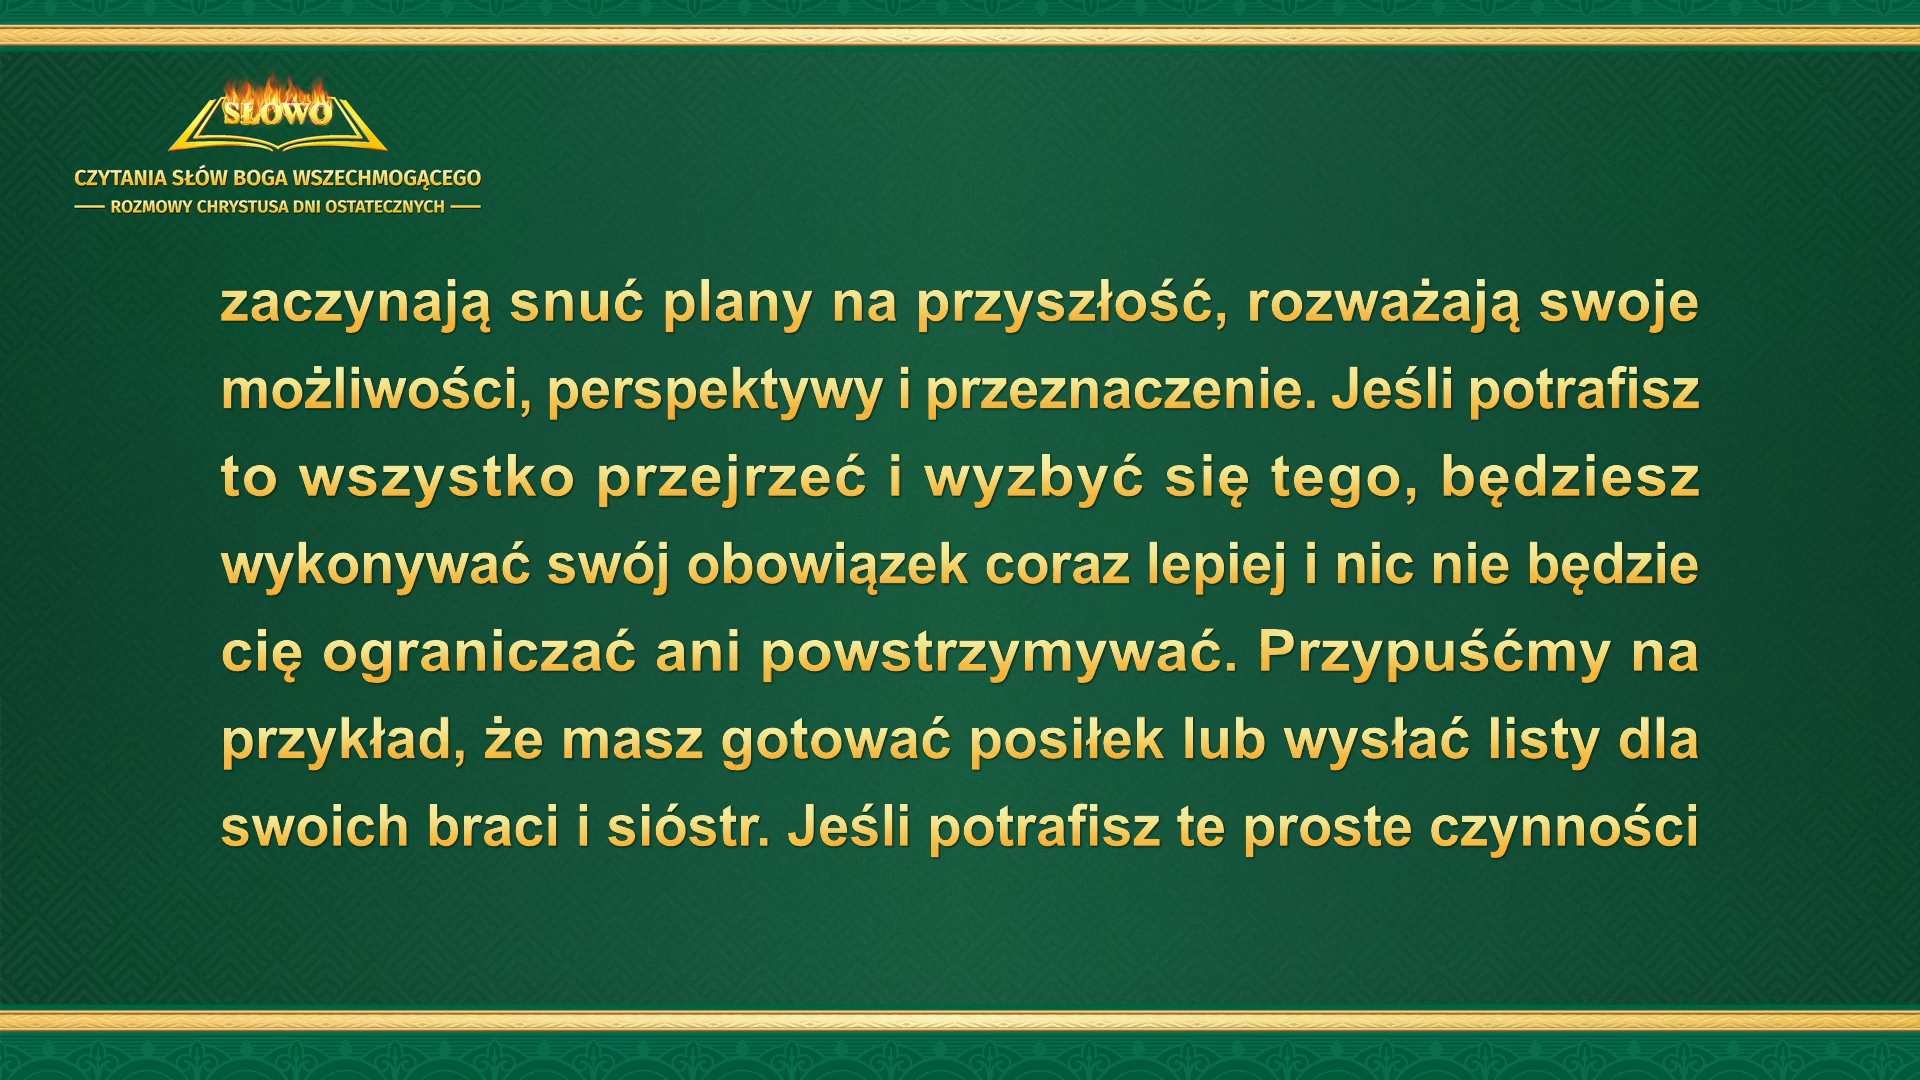 SŁOWO
CZYTANIA SŁÓW BOGA WSZECHMOGĄCEGO
ROZMOWY CHRYSTUSA DNI OSTATECZNYCH
zaczynają snuć plany na przyszłość, rozważają swoje
możliwości, perspektywy i przeznaczenie. Jeśli potrafisz
to wszystko przejrzeć i wyzbyć się tego, będziesz
wykonywać swój obowiązek coraz lepiej i nic nie będzie
cię ograniczać ani powstrzymywać. Przypuśćmy na
przykład, że masz gotować posiłek lub wysłać listy dla
swoich braci i sióstr. Jeśli potrafisz te proste czynności